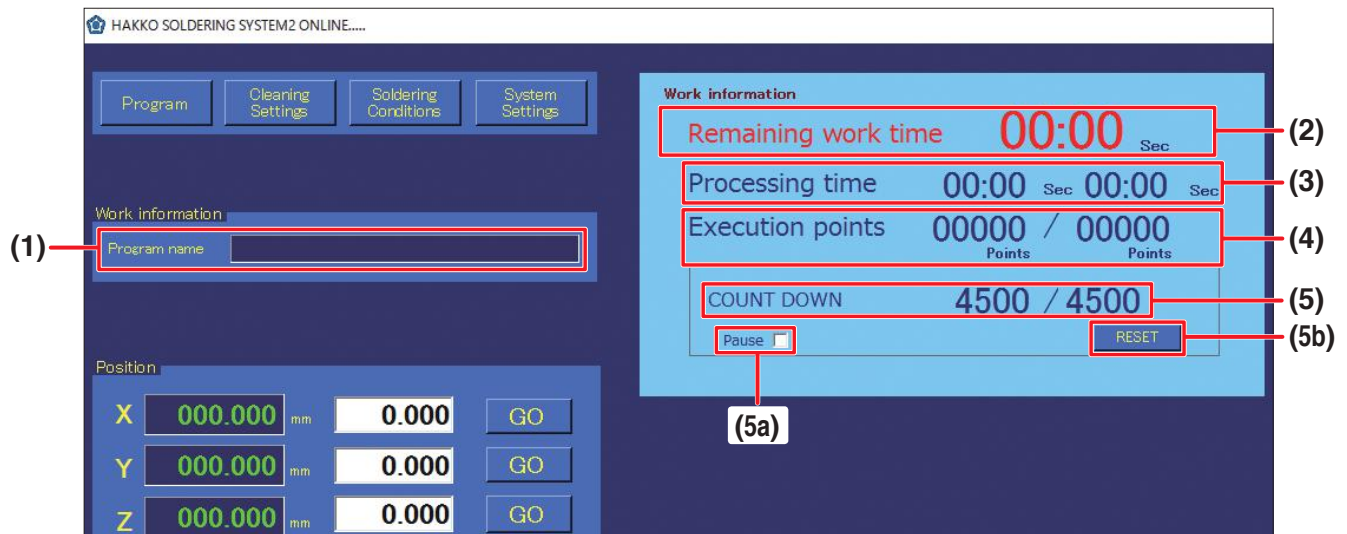 HAKKO SOLDERING SYSTEM2 ONLINE.....
Program
Cleaning
Settings
Soldering
Conditions
System
Settings
Work information
Program name
(1)
Position
X 000.000 mm 0.000 GO
Y 000.000 mm 0.000 GO
Z 000.000 mm 0.000 GO
Work information
Remaining work time 00:00 Sec
(2)
Processing time 00:00 Sec 00:00 Sec
(3)
Execution points 00000 / 00000
Points Points
(4)
COUNT DOWN 4500 / 4500
(5)
Pause RESET
(5b)
(5a)